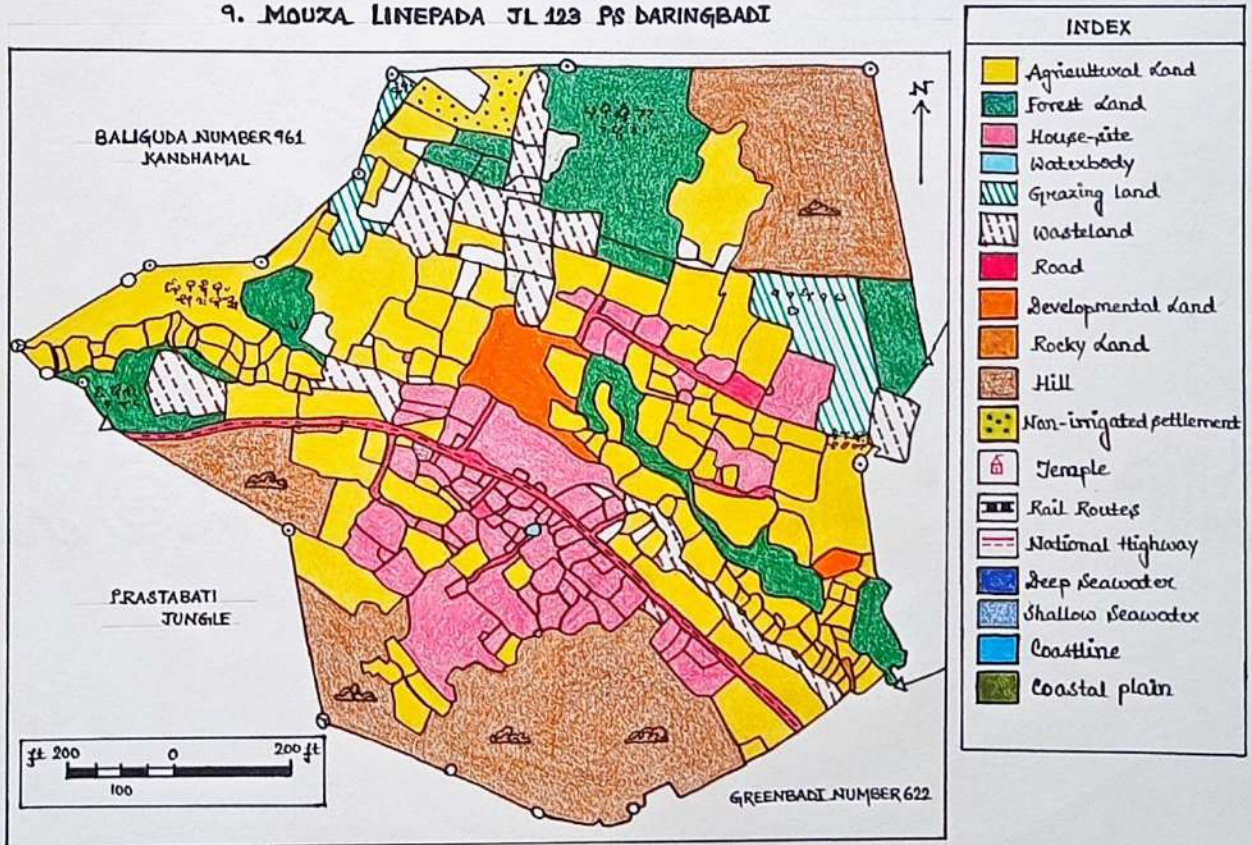 9. MOUZA LINEPADA JL 123 PS DARINGBADI
BALIGUDA NUMBER 961
KANDHAMAL
N
PRASTABATI
JUNGLE
ft 200 0 200 ft
100
GREENBADI NUMBER 622
INDEX
Agricultural Land
Forest Land
House-site
Waterbody
Grazing land
Wasteland
Road
Developmental Land
Rocky Land
Hill
Non-irrigated settlement
Temple
Rail Routes
National Highway
Deep Seawater
Shallow Seawater
Coastline
Coastal plain